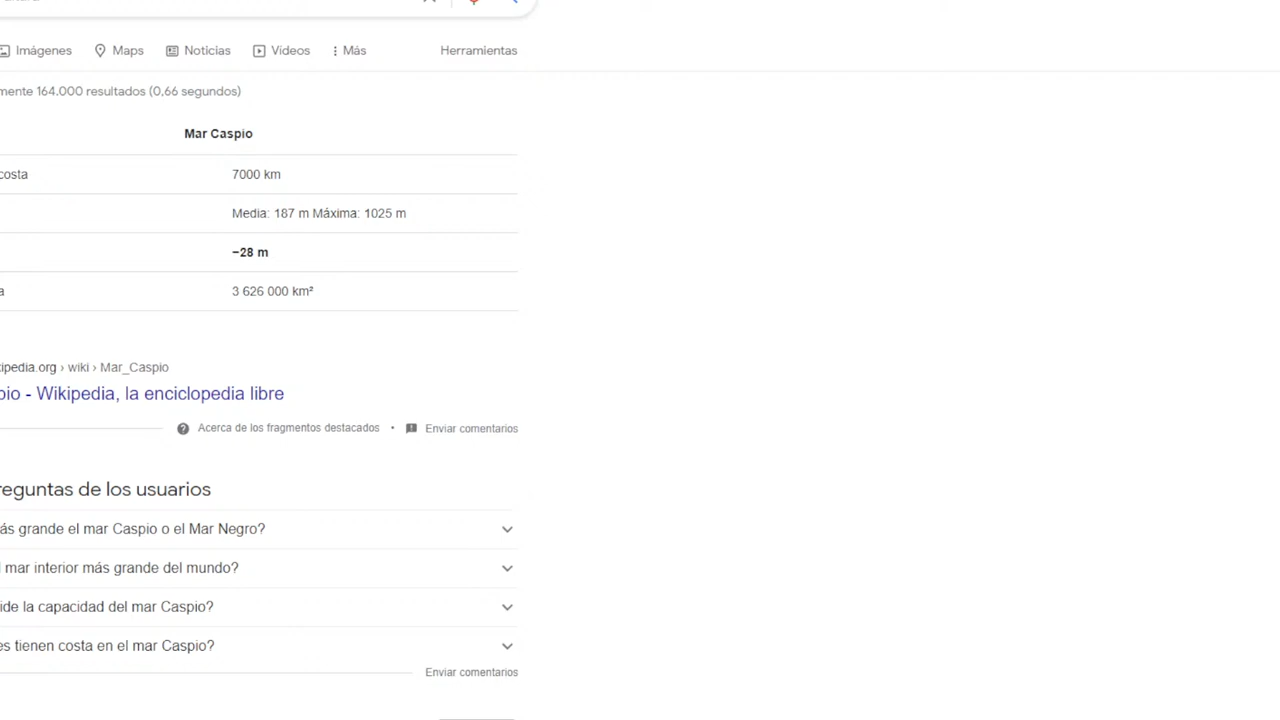 Imágenes Maps Noticias Vídeos Más Herramientas
mente 164.000 resultados (0,66 segundos)
Mar Caspio
costa 7000 km
Media: 187 m Máxima: 1025 m
−28 m
a 3 626 000 km²
ipedia.org › wiki › Mar_Caspio
pio - Wikipedia, la enciclopedia libre
Acerca de los fragmentos destacados • Enviar comentarios
reguntas de los usuarios
ás grande el mar Caspio o el Mar Negro?
l mar interior más grande del mundo?
ide la capacidad del mar Caspio?
es tienen costa en el mar Caspio?
Enviar comentarios